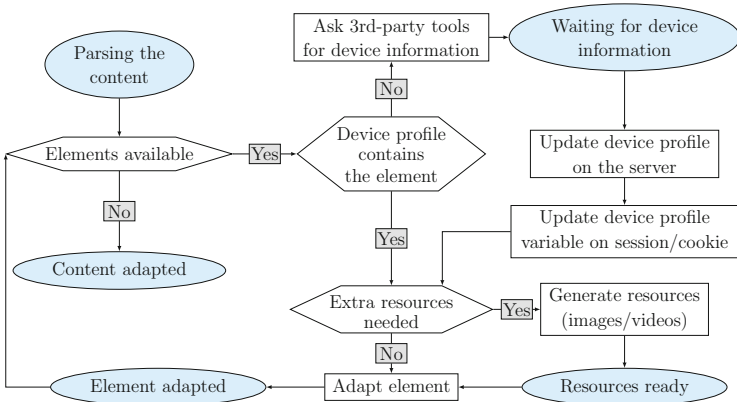 Parsing the
content
Ask 3rd-party tools
for device information
Waiting for device
information
No
Elements available
Yes
Device profile
contains
the element
Update device profile
on the server
No
Yes
Update device profile
variable on session/cookie
Content adapted
Extra resources
needed
Yes
Generate resources
(images/videos)
No
Element adapted
Adapt element
Resources ready